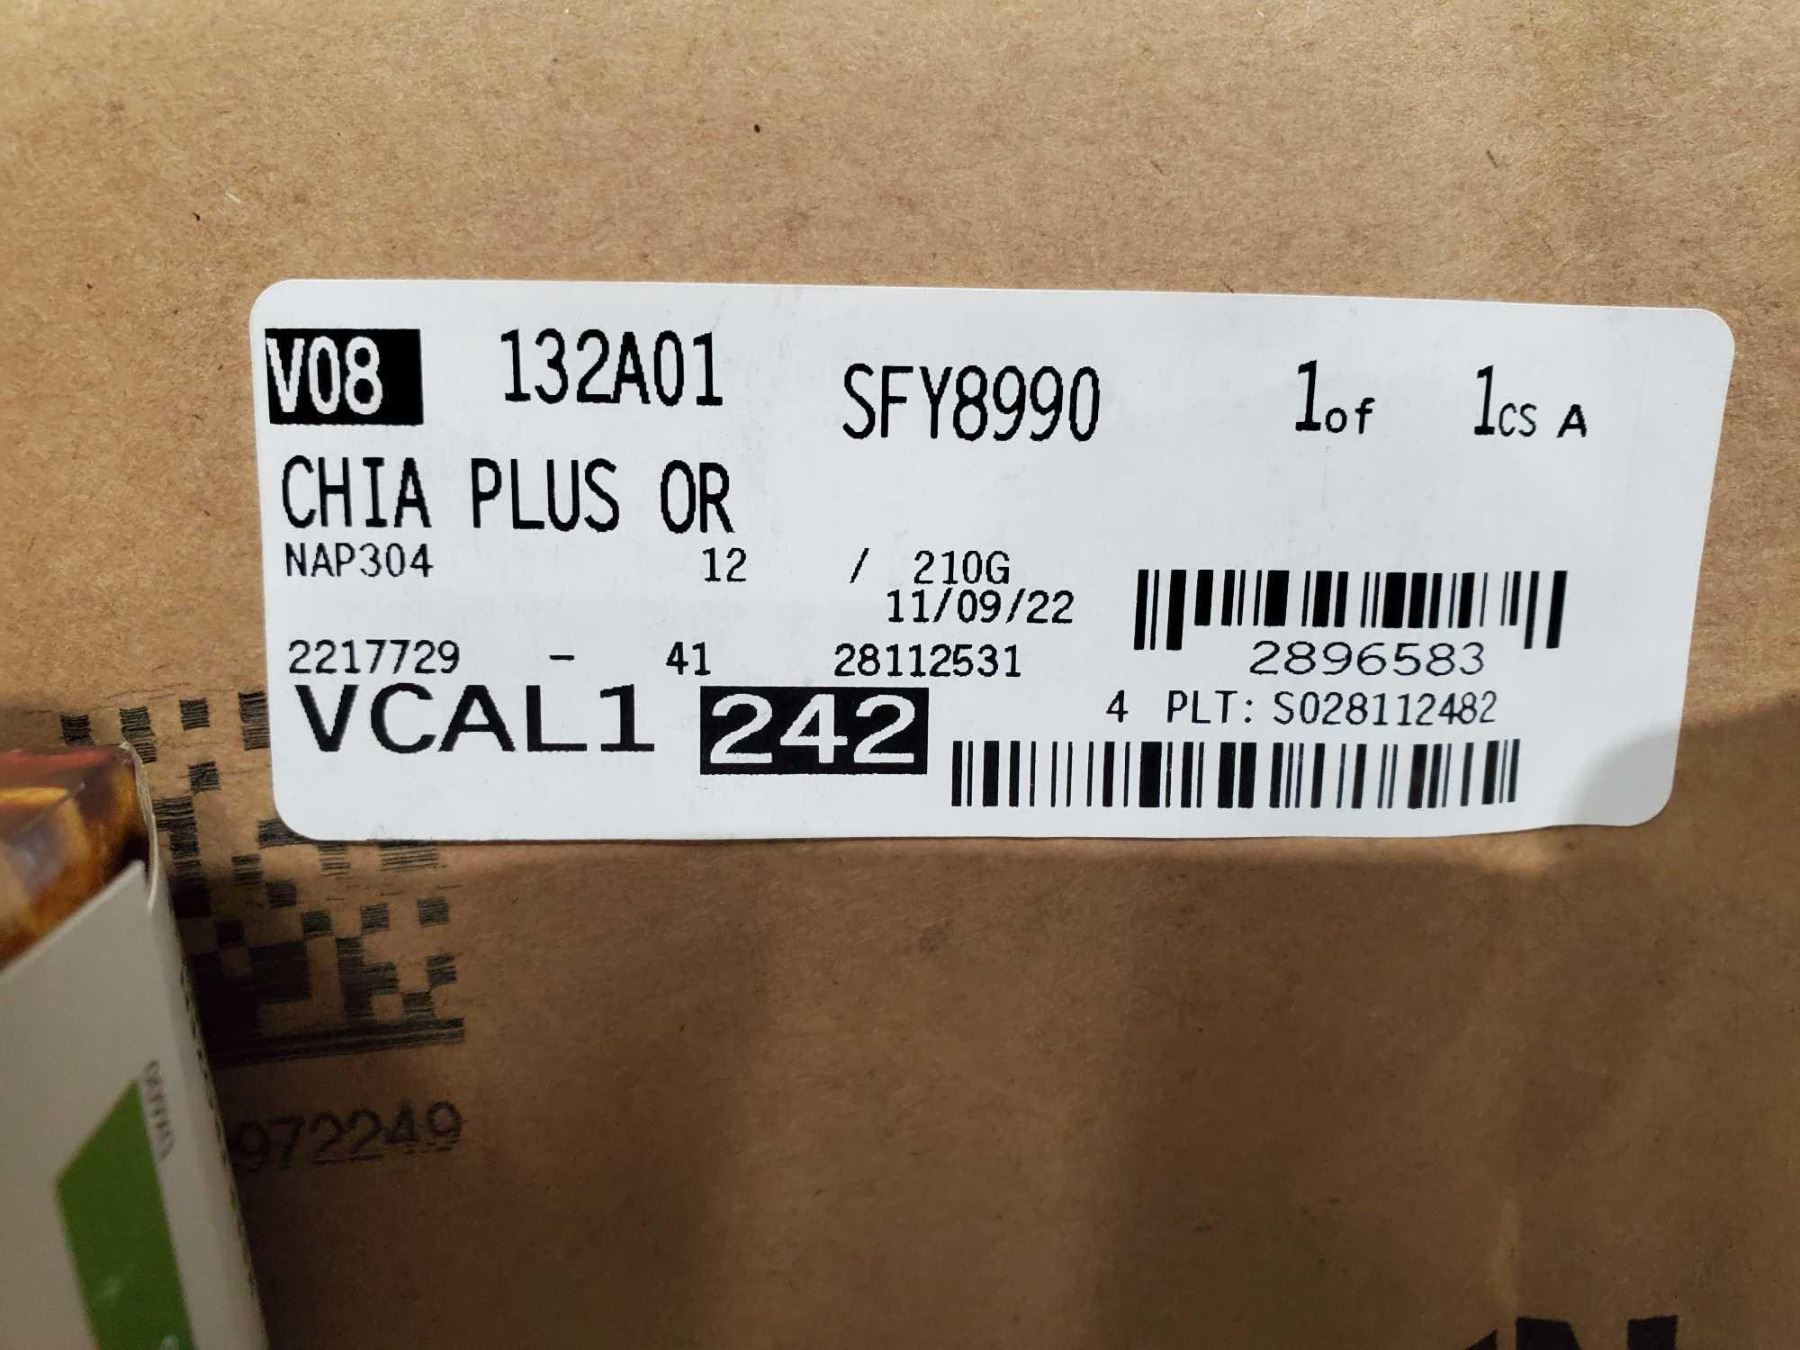 V08 132A01 SFY8990 1of 1cs A
CHIA PLUS OR
NAP304 12 / 210G
11/09/22
2217729 - 41 28112531 2896583
VCAL1 242 4 PLT: S028112482
972249